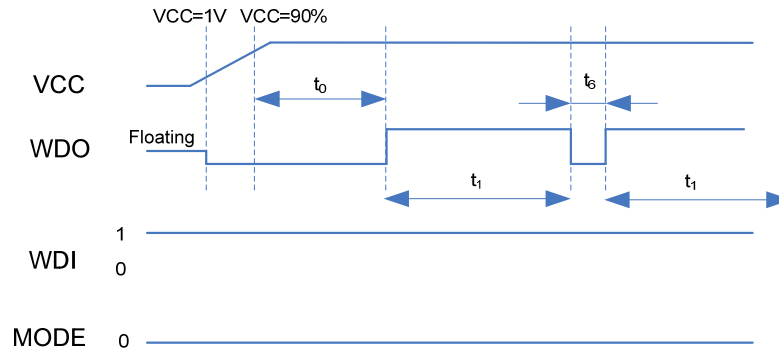 VCC=1V VCC=90%
VCC
t0
t6
Floating
WDO
t1
t1
1
WDI
0
MODE 0